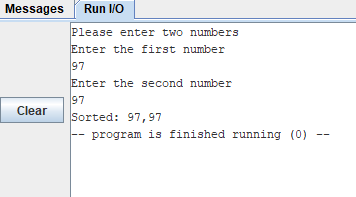 Messages Run I/O
Please enter two numbers
Enter the first number
97
Enter the second number
97
Clear
Sorted: 97,97
-- program is finished running (0) --